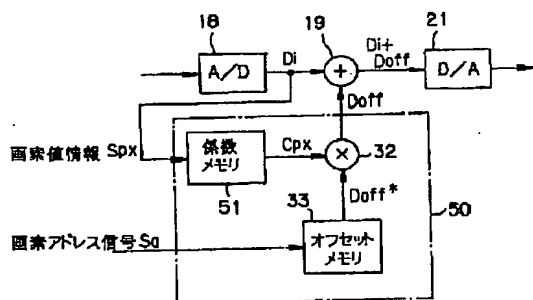 18
19
21
A/D
Di
+
Di+
Doff
D/A
Doff
画素値情報 Spx
係数
メモリ
51
Cpx
×
32
Doff*
33
50
画素アドレス信号 Sa
オフセット
メモリ